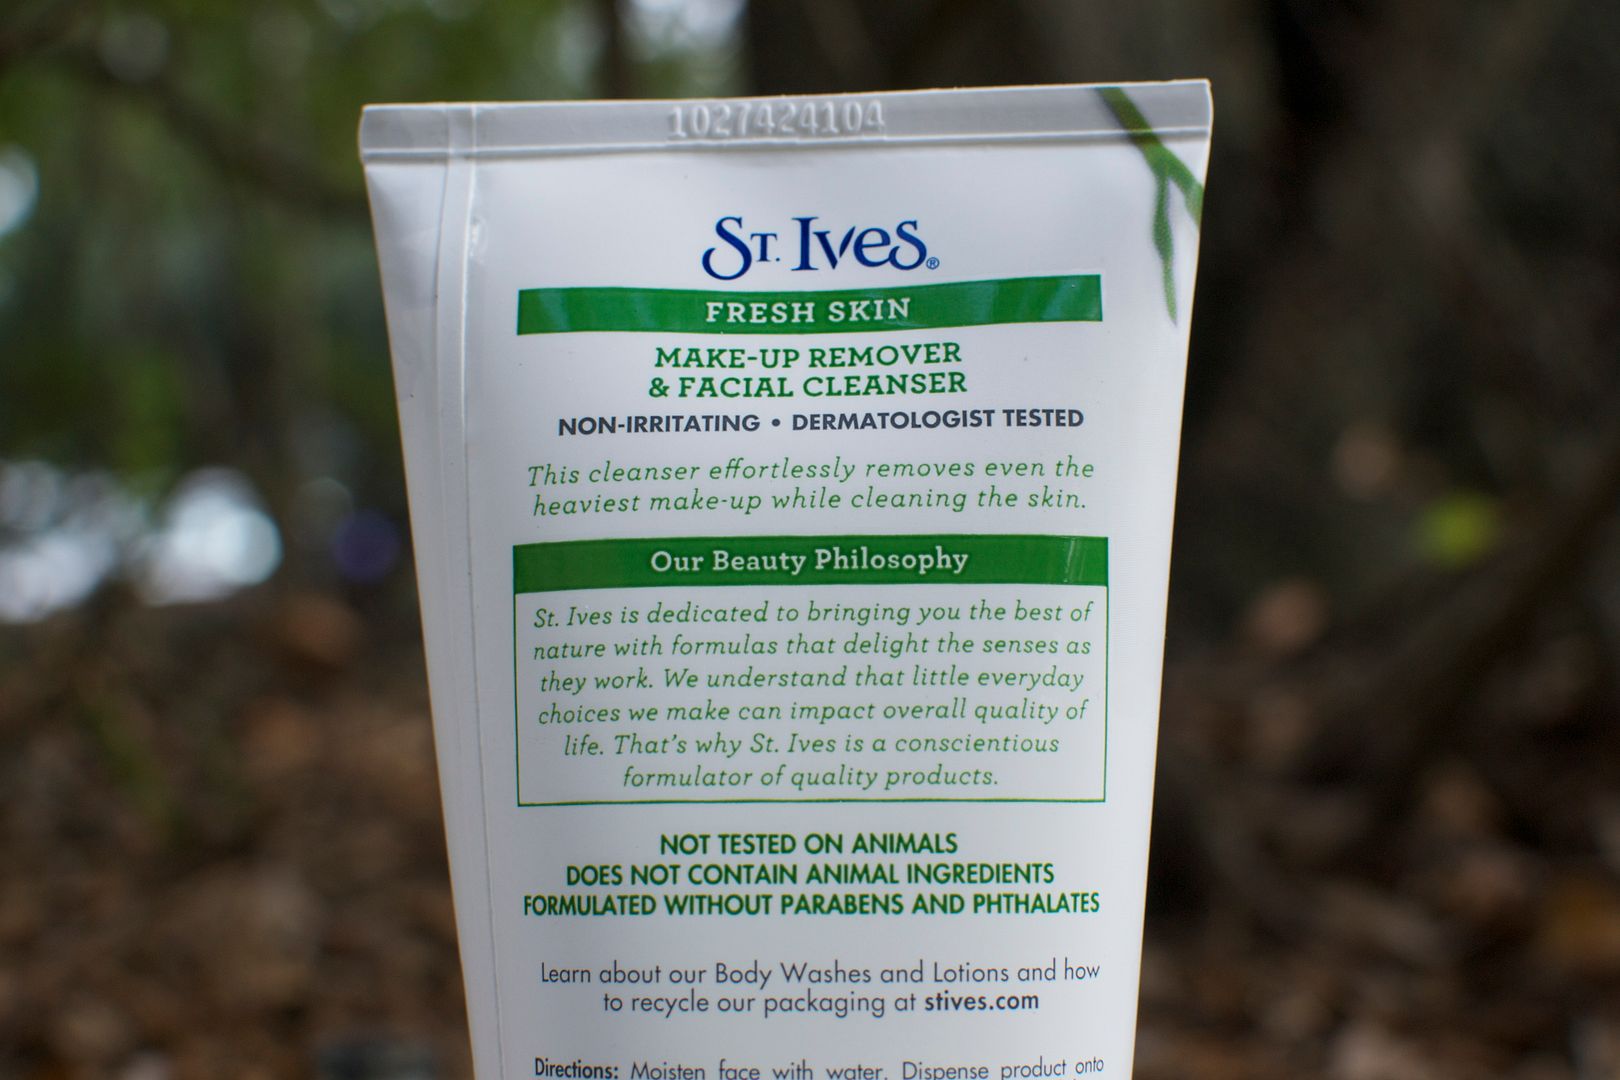 1027424104
St. Ives®
FRESH SKIN
MAKE-UP REMOVER
& FACIAL CLEANSER
NON-IRRITATING • DERMATOLOGIST TESTED
This cleanser effortlessly removes even the
heaviest make-up while cleaning the skin.
Our Beauty Philosophy
St. Ives is dedicated to bringing you the best of
nature with formulas that delight the senses as
they work. We understand that little everyday
choices we make can impact overall quality of
life. That's why St. Ives is a conscientious
formulator of quality products.
NOT TESTED ON ANIMALS
DOES NOT CONTAIN ANIMAL INGREDIENTS
FORMULATED WITHOUT PARABENS AND PHTHALATES
Learn about our Body Washes and Lotions and how
to recycle our packaging at stives.com
Directions: Moisten face with water. Dispense product onto